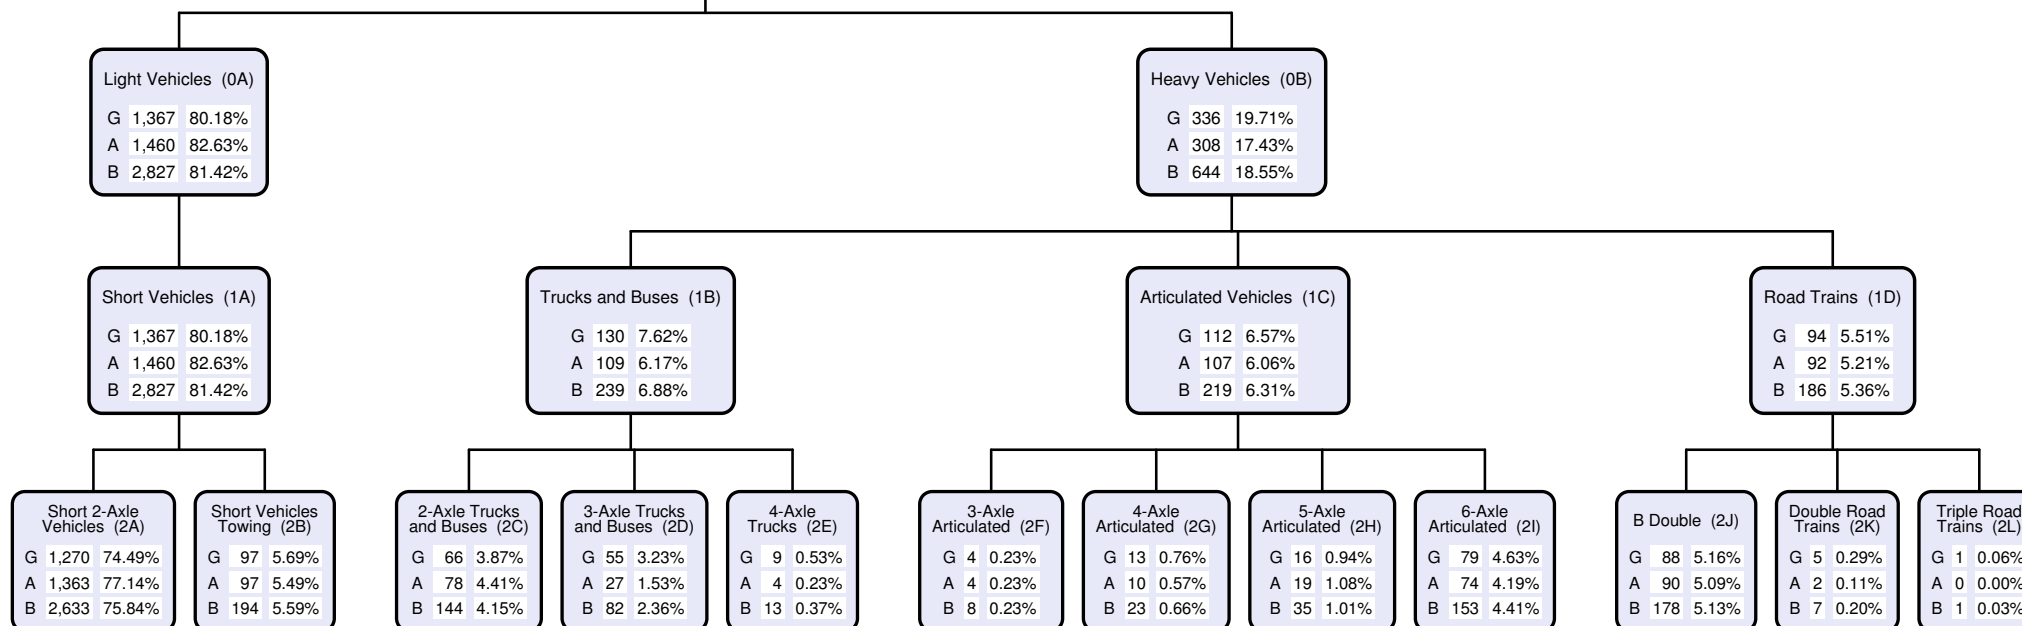 Light Vehicles (0A)
G 1,367 80.18%
A 1,460 82.63%
B 2,827 81.42%
Heavy Vehicles (0B)
G 336 19.71%
A 308 17.43%
B 644 18.55%
Short Vehicles (1A)
G 1,367 80.18%
A 1,460 82.63%
B 2,827 81.42%
Trucks and Buses (1B)
G 130 7.62%
A 109 6.17%
B 239 6.88%
Articulated Vehicles (1C)
G 112 6.57%
A 107 6.06%
B 219 6.31%
Road Trains (1D)
G 94 5.51%
A 92 5.21%
B 186 5.36%
Short 2-Axle
Vehicles (2A)
G 1,270 74.49%
A 1,363 77.14%
B 2,633 75.84%
Short Vehicles
Towing (2B)
G 97 5.69%
A 97 5.49%
B 194 5.59%
2-Axle Trucks
and Buses (2C)
G 66 3.87%
A 78 4.41%
B 144 4.15%
3-Axle Trucks
and Buses (2D)
G 55 3.23%
A 27 1.53%
B 82 2.36%
4-Axle
Trucks (2E)
G 9 0.53%
A 4 0.23%
B 13 0.37%
3-Axle
Articulated (2F)
G 4 0.23%
A 4 0.23%
B 8 0.23%
4-Axle
Articulated (2G)
G 13 0.76%
A 10 0.57%
B 23 0.66%
5-Axle
Articulated (2H)
G 16 0.94%
A 19 1.08%
B 35 1.01%
6-Axle
Articulated (2I)
G 79 4.63%
A 74 4.19%
B 153 4.41%
B Double (2J)
G 88 5.16%
A 90 5.09%
B 178 5.13%
Double Road
Trains (2K)
G 5 0.29%
A 2 0.11%
B 7 0.20%
Triple Road
Trains (2L)
G 1 0.06%
A 0 0.00%
B 1 0.03%